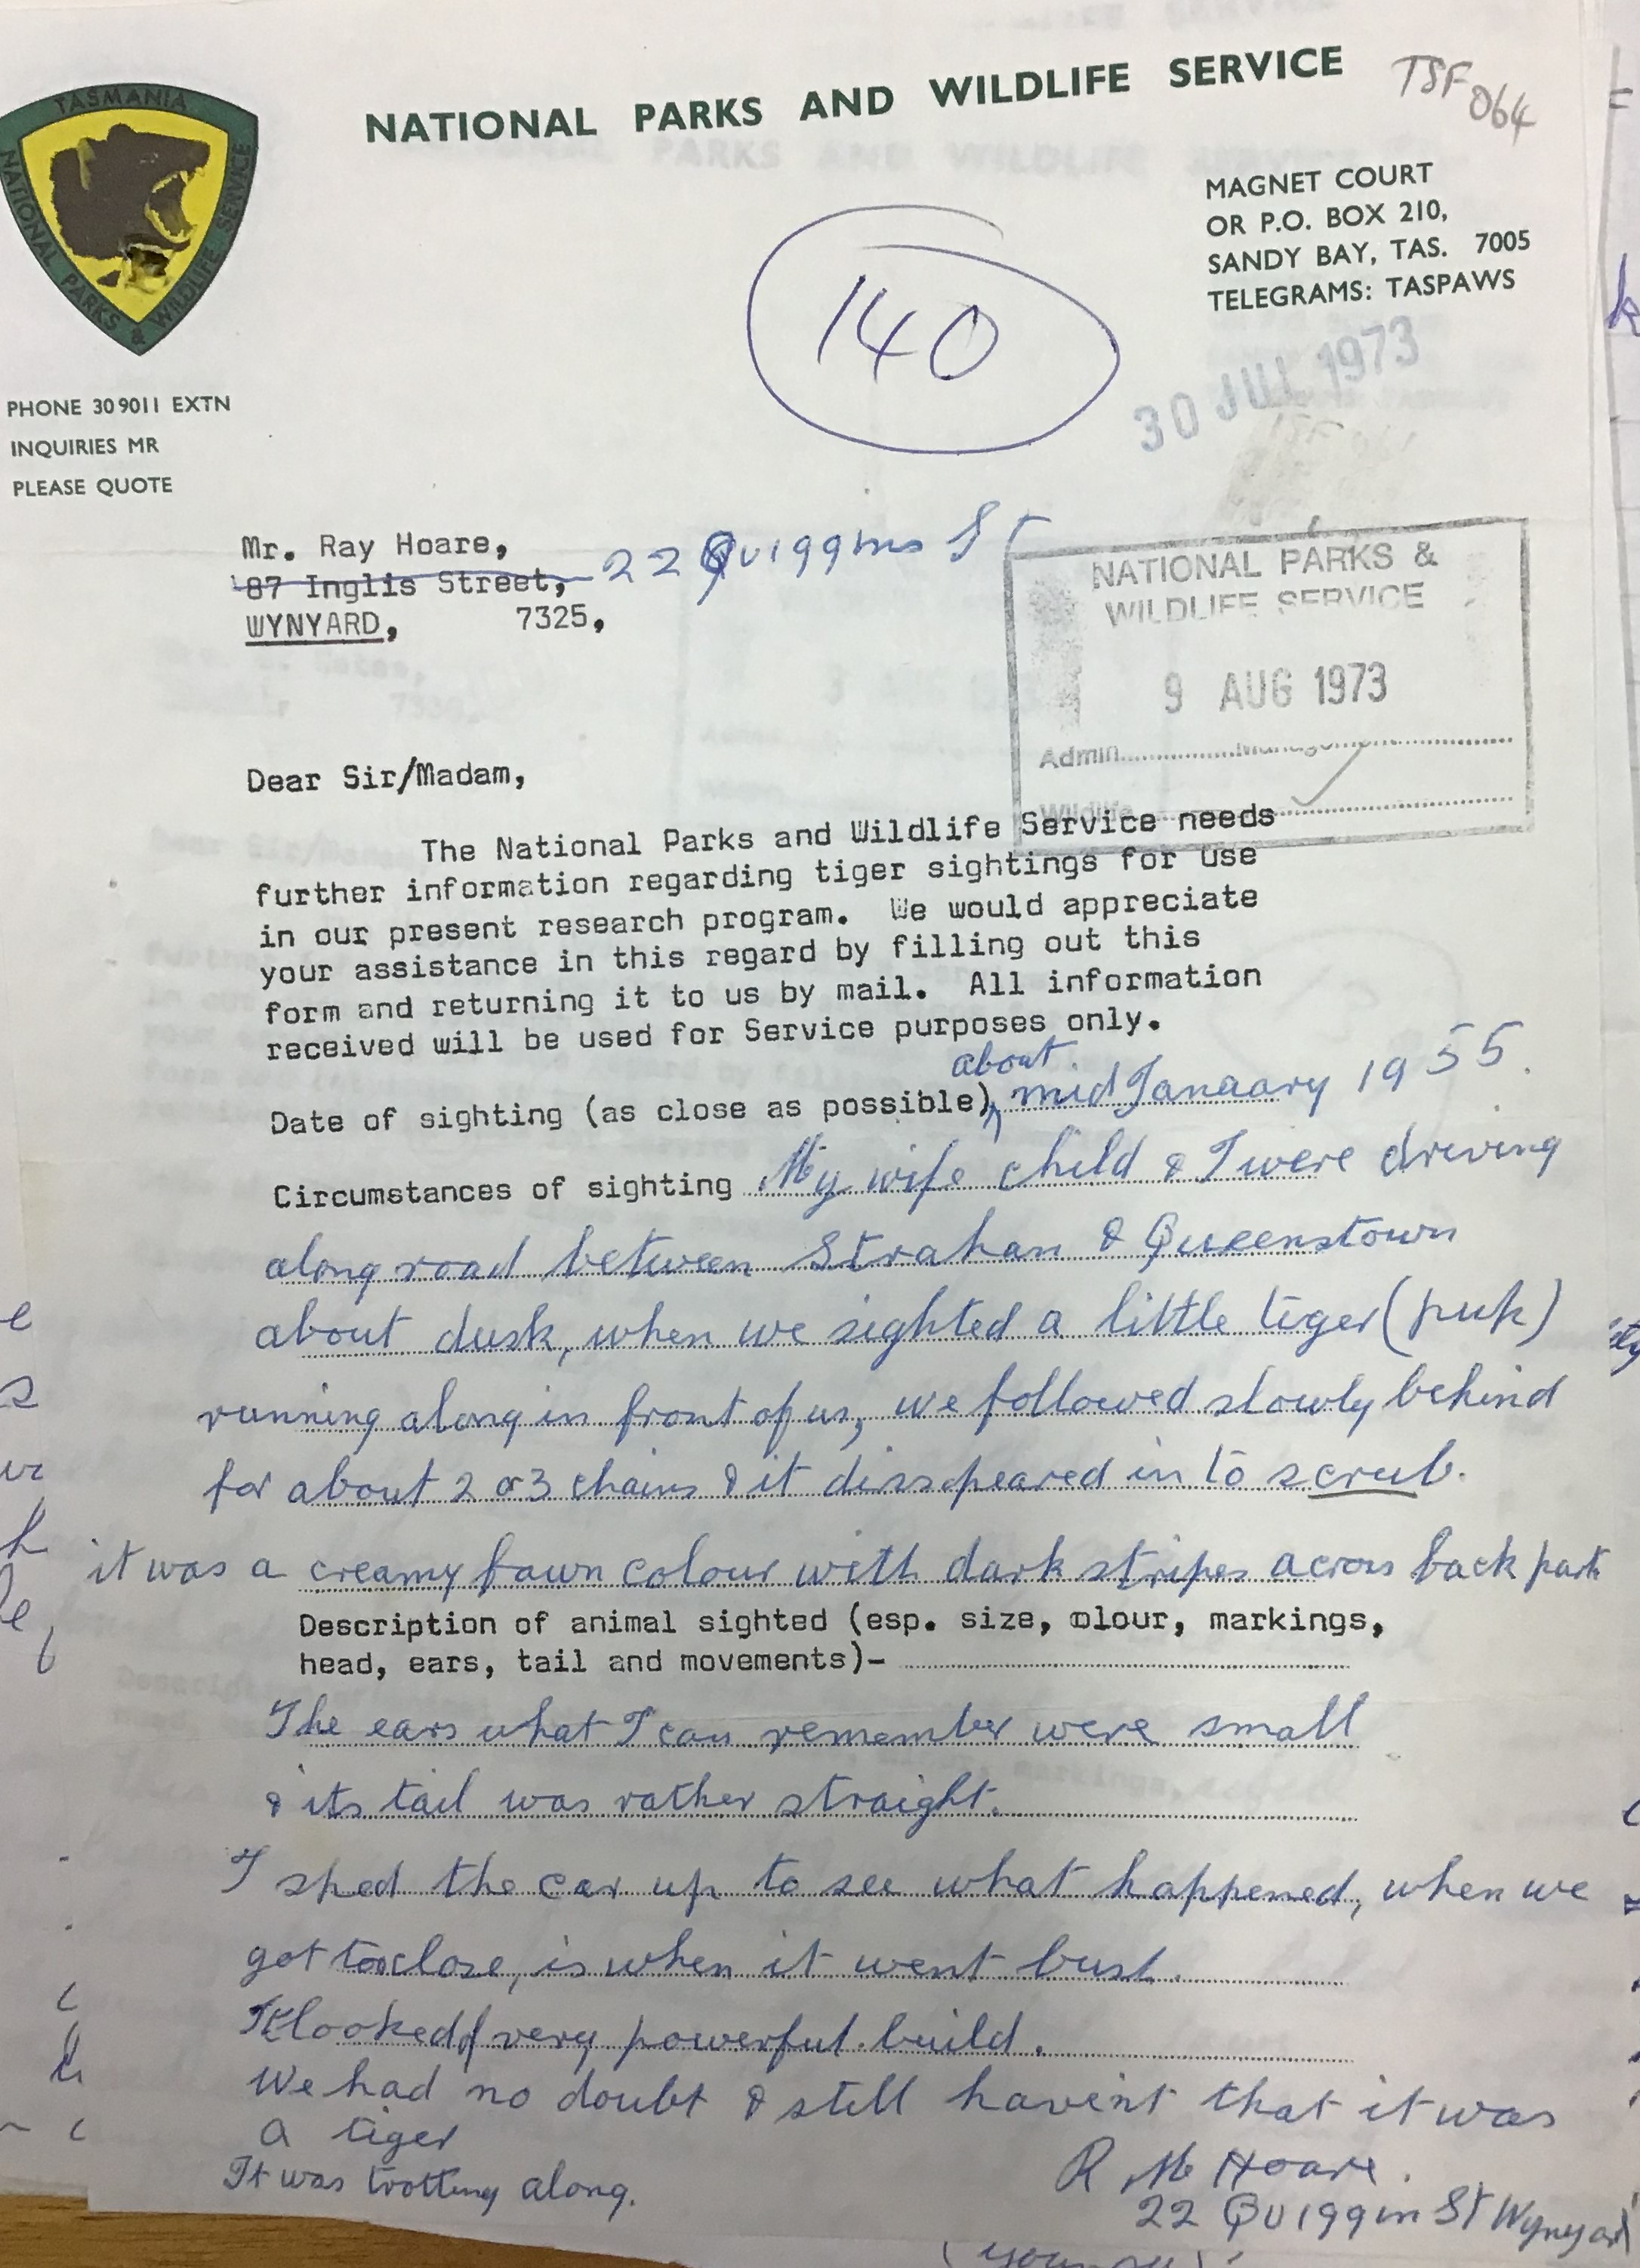 NATIONAL PARKS AND WILDLIFE SERVICE
TSF 064
TASMANIA
NATIONAL PARKS & WILDLIFE SERVICE
MAGNET COURT
OR P.O. BOX 210,
SANDY BAY, TAS. 7005
TELEGRAMS: TASPAWS
140
30 JUL 1973
PHONE 309011 EXTN
INQUIRIES MR
PLEASE QUOTE
Mr. Ray Hoare,
87 Inglis Street, 22 Quiggins St
WYNYARD, 7325,
NATIONAL PARKS &
WILDLIFE SERVICE
9 AUG 1973
Admin Management
Wildlife
Dear Sir/Madam,
The National Parks and Wildlife Service needs
further information regarding tiger sightings for use
in our present research program. We would appreciate
your assistance in this regard by filling out this
form and returning it to us by mail. All information
received will be used for Service purposes only.
about
Date of sighting (as close as possible) mid Janaary 1955.
Circumstances of sighting My wife child & I were driving
along road between Strahan & Queenstown
about dusk, when we sighted a little tiger (pup)
running along in front of us, we followed slowly behind
for about 2 or 3 chains & it disspeared in to scrub.
it was a creamy fawn colour with dark stripes across back part
Description of animal sighted (esp. size, colour, markings,
head, ears, tail and movements)-
The ears what I can remember were small
& its tail was rather straight.
I sped the car up to see what happened, when we
got too close, is when it went bush.
It looked very powerful build.
We had no doubt & still havent that it was
a tiger
It was trotting along.
R M Hoare.
22 Quiggin St Wynyard